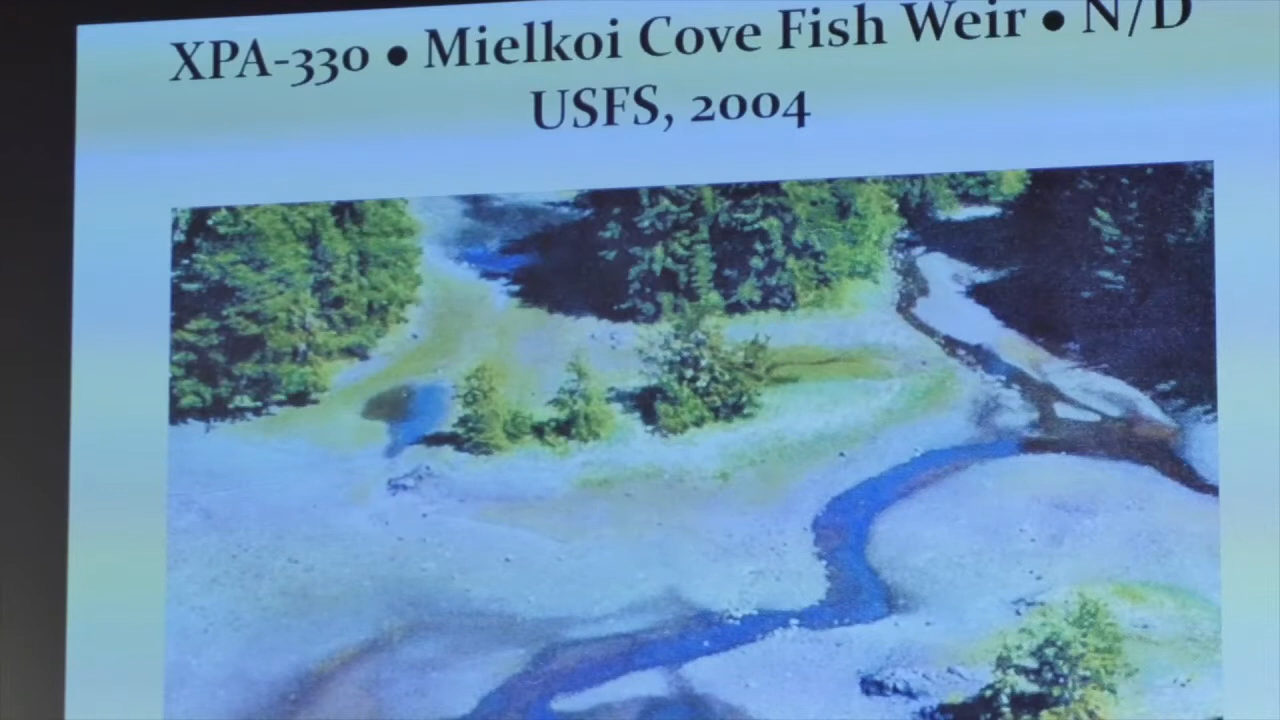 XPA-330 • Mielkoi Cove Fish Weir • N/D
USFS, 2004